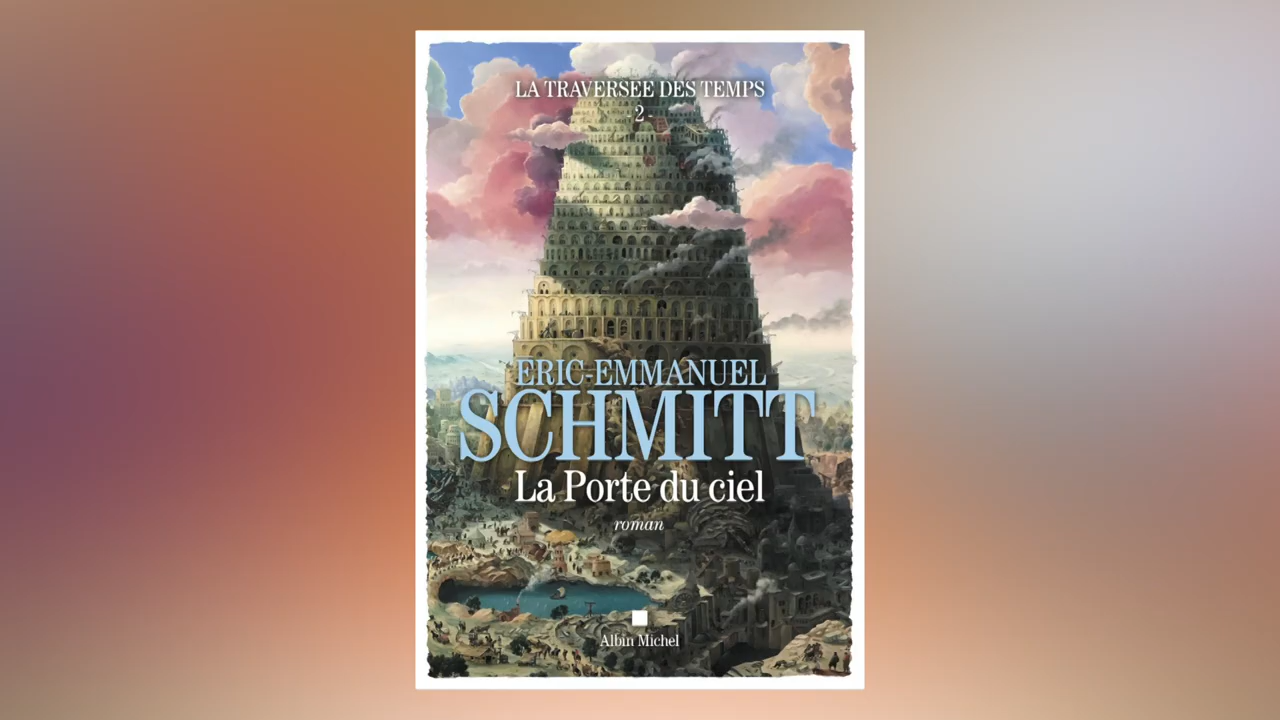 LA TRAVERSEE DES TEMPS
- 2 -
ERIC-EMMANUEL
SCHMITT
La Porte du ciel
roman
Albin Michel